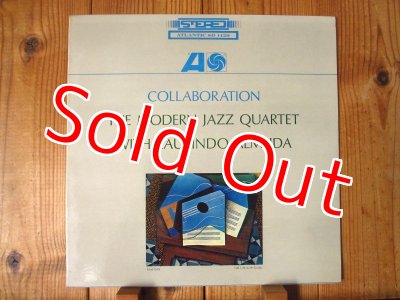 STEREO
ATLANTIC SD 1429
COLLABORATION
THE MODERN JAZZ QUARTET
WITH LAURINDO ALMEIDA
Sold Out